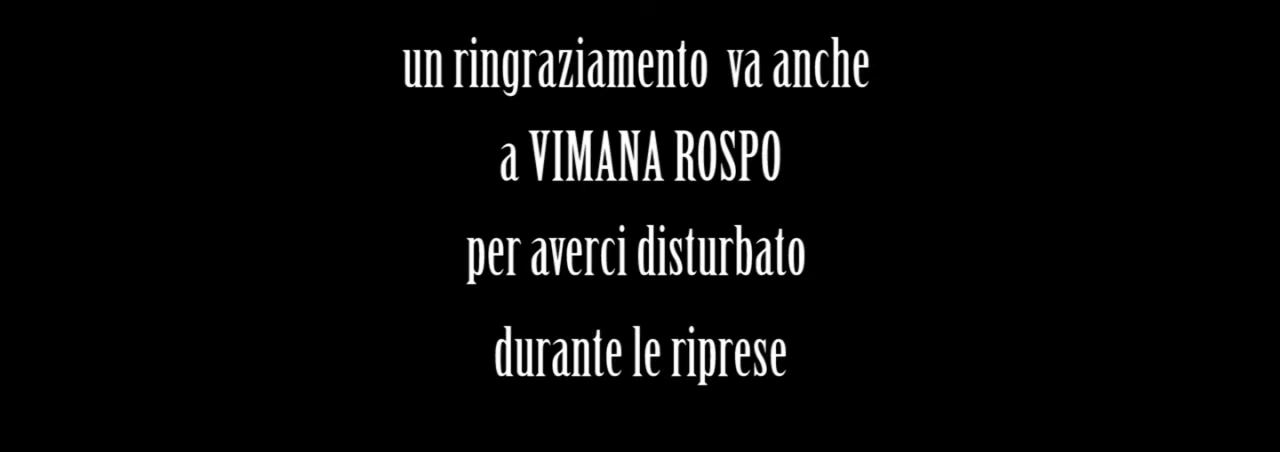 un ringraziamento va anche
a VIMANA ROSPO
per averci disturbato
durante le riprese